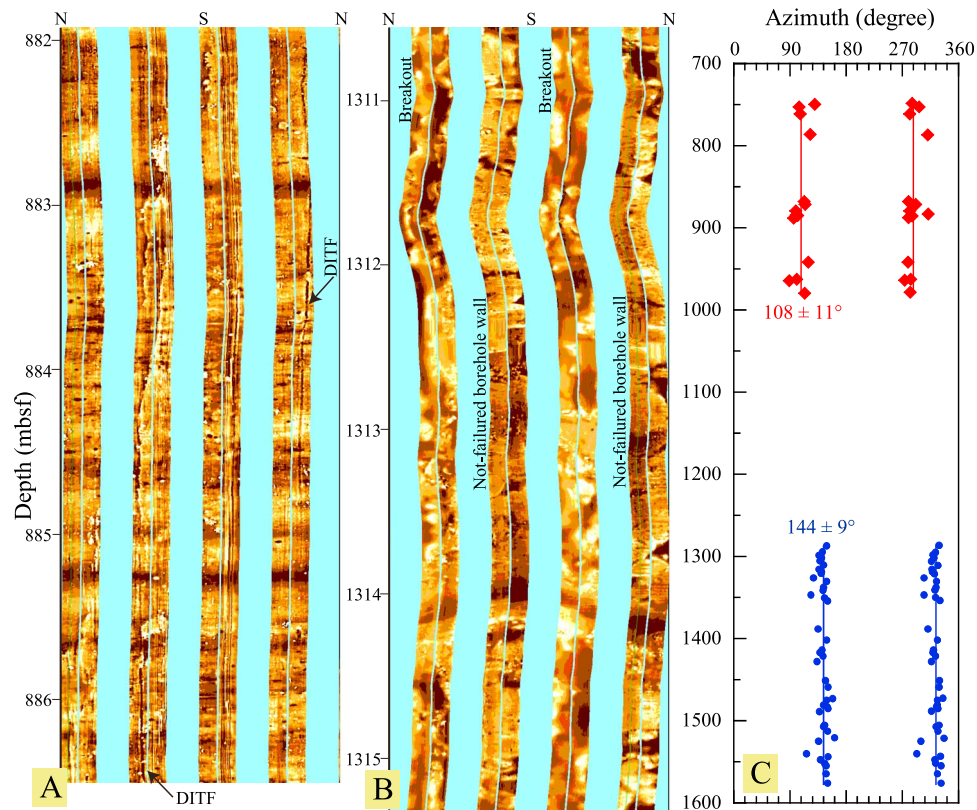 N
S
N
882
883
884
885
886
Depth (mbsf)
DITF
DITF
A
N
S
N
1311
1312
1313
1314
1315
Breakout
Not-failured borehole wall
Breakout
Not-failured borehole wall
B
Azimuth (degree)
0 90 180 270 360
700
800
900
1000
1100
1200
1300
1400
1500
1600
108 ± 11°
144 ± 9°
C